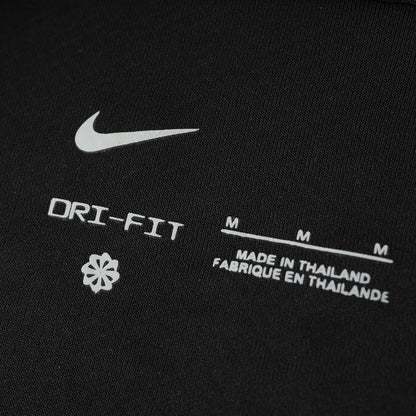 DRI-FIT
M M M
MADE IN THAILAND
FABRIQUE EN THAILANDE